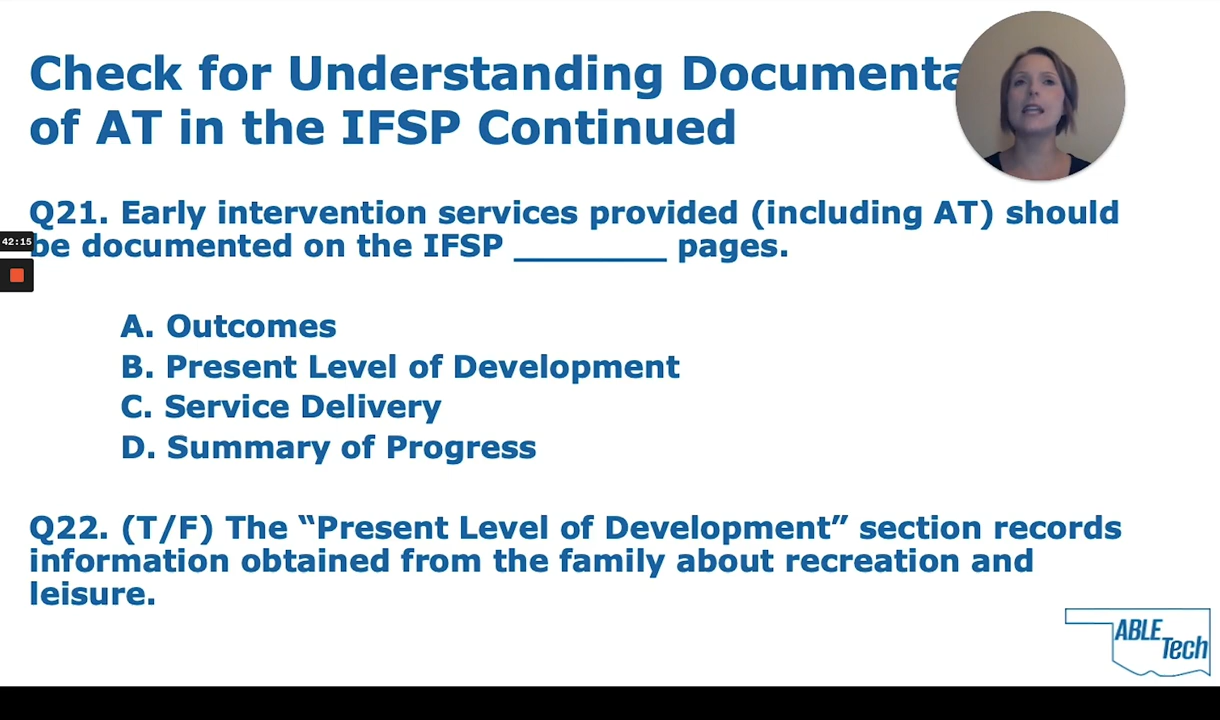 Check for Understanding Documenta
of AT in the IFSP Continued
Q21. Early intervention services provided (including AT) should
be documented on the IFSP ________ pages.
42:15
A. Outcomes
B. Present Level of Development
C. Service Delivery
D. Summary of Progress
Q22. (T/F) The “Present Level of Development” section records
information obtained from the family about recreation and
leisure.
ABLE
Tech